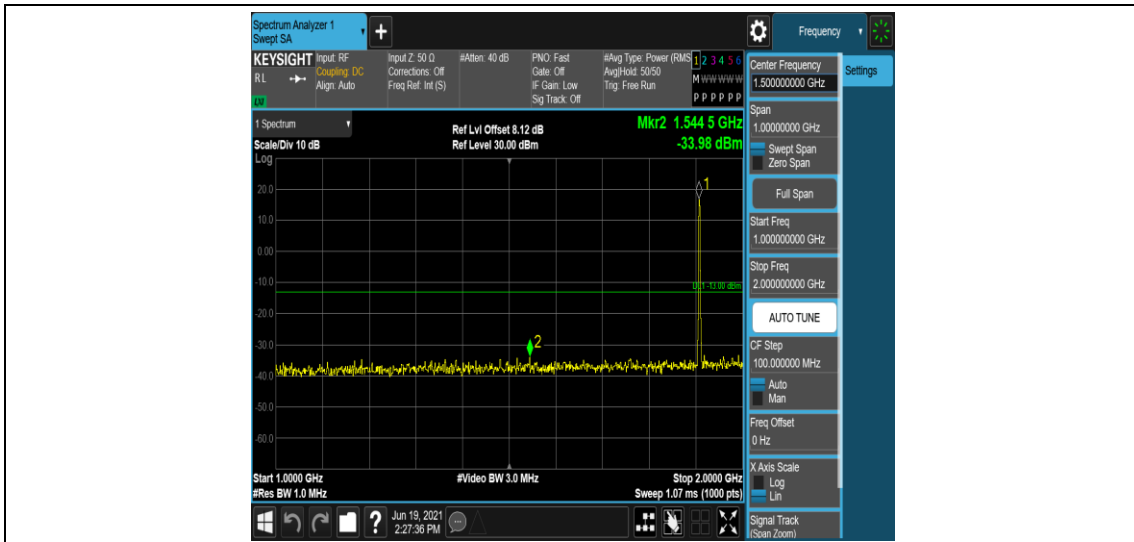 Spectrum Analyzer 1
Swept SA
+
Frequency
KEYSIGHT
RL
LXI
Input: RF
Coupling: DC
Align: Auto
Input Z: 50 Ω
Corrections: Off
Freq Ref: Int (S)
#Atten: 40 dB
PNO: Fast
Gate: Off
IF Gain: Low
Sig Track: Off
#Avg Type: Power (RMS
Avg|Hold: 50/50
Trig: Free Run
1 2 3 4 5 6
M W W W W W
P P P P P P
1 Spectrum
Scale/Div 10 dB
Log
Ref Lvl Offset 8.12 dB
Ref Level 30.00 dBm
Mkr2 1.544 5 GHz
-33.98 dBm
20.0
10.0
0.00
-10.0
-20.0
-30.0
-40.0
-50.0
-60.0
1
DL1 -13.00 dBm
2
Start 1.0000 GHz
#Res BW 1.0 MHz
#Video BW 3.0 MHz
Stop 2.0000 GHz
Sweep 1.07 ms (1000 pts)
?
Jun 19, 2021
2:27:36 PM
Center Frequency
1.500000000 GHz
Settings
Span
1.00000000 GHz
Swept Span
Zero Span
Full Span
Start Freq
1.000000000 GHz
Stop Freq
2.000000000 GHz
AUTO TUNE
CF Step
100.000000 MHz
Auto
Man
Freq Offset
0 Hz
X Axis Scale
Log
Lin
Signal Track
(Span Zoom)